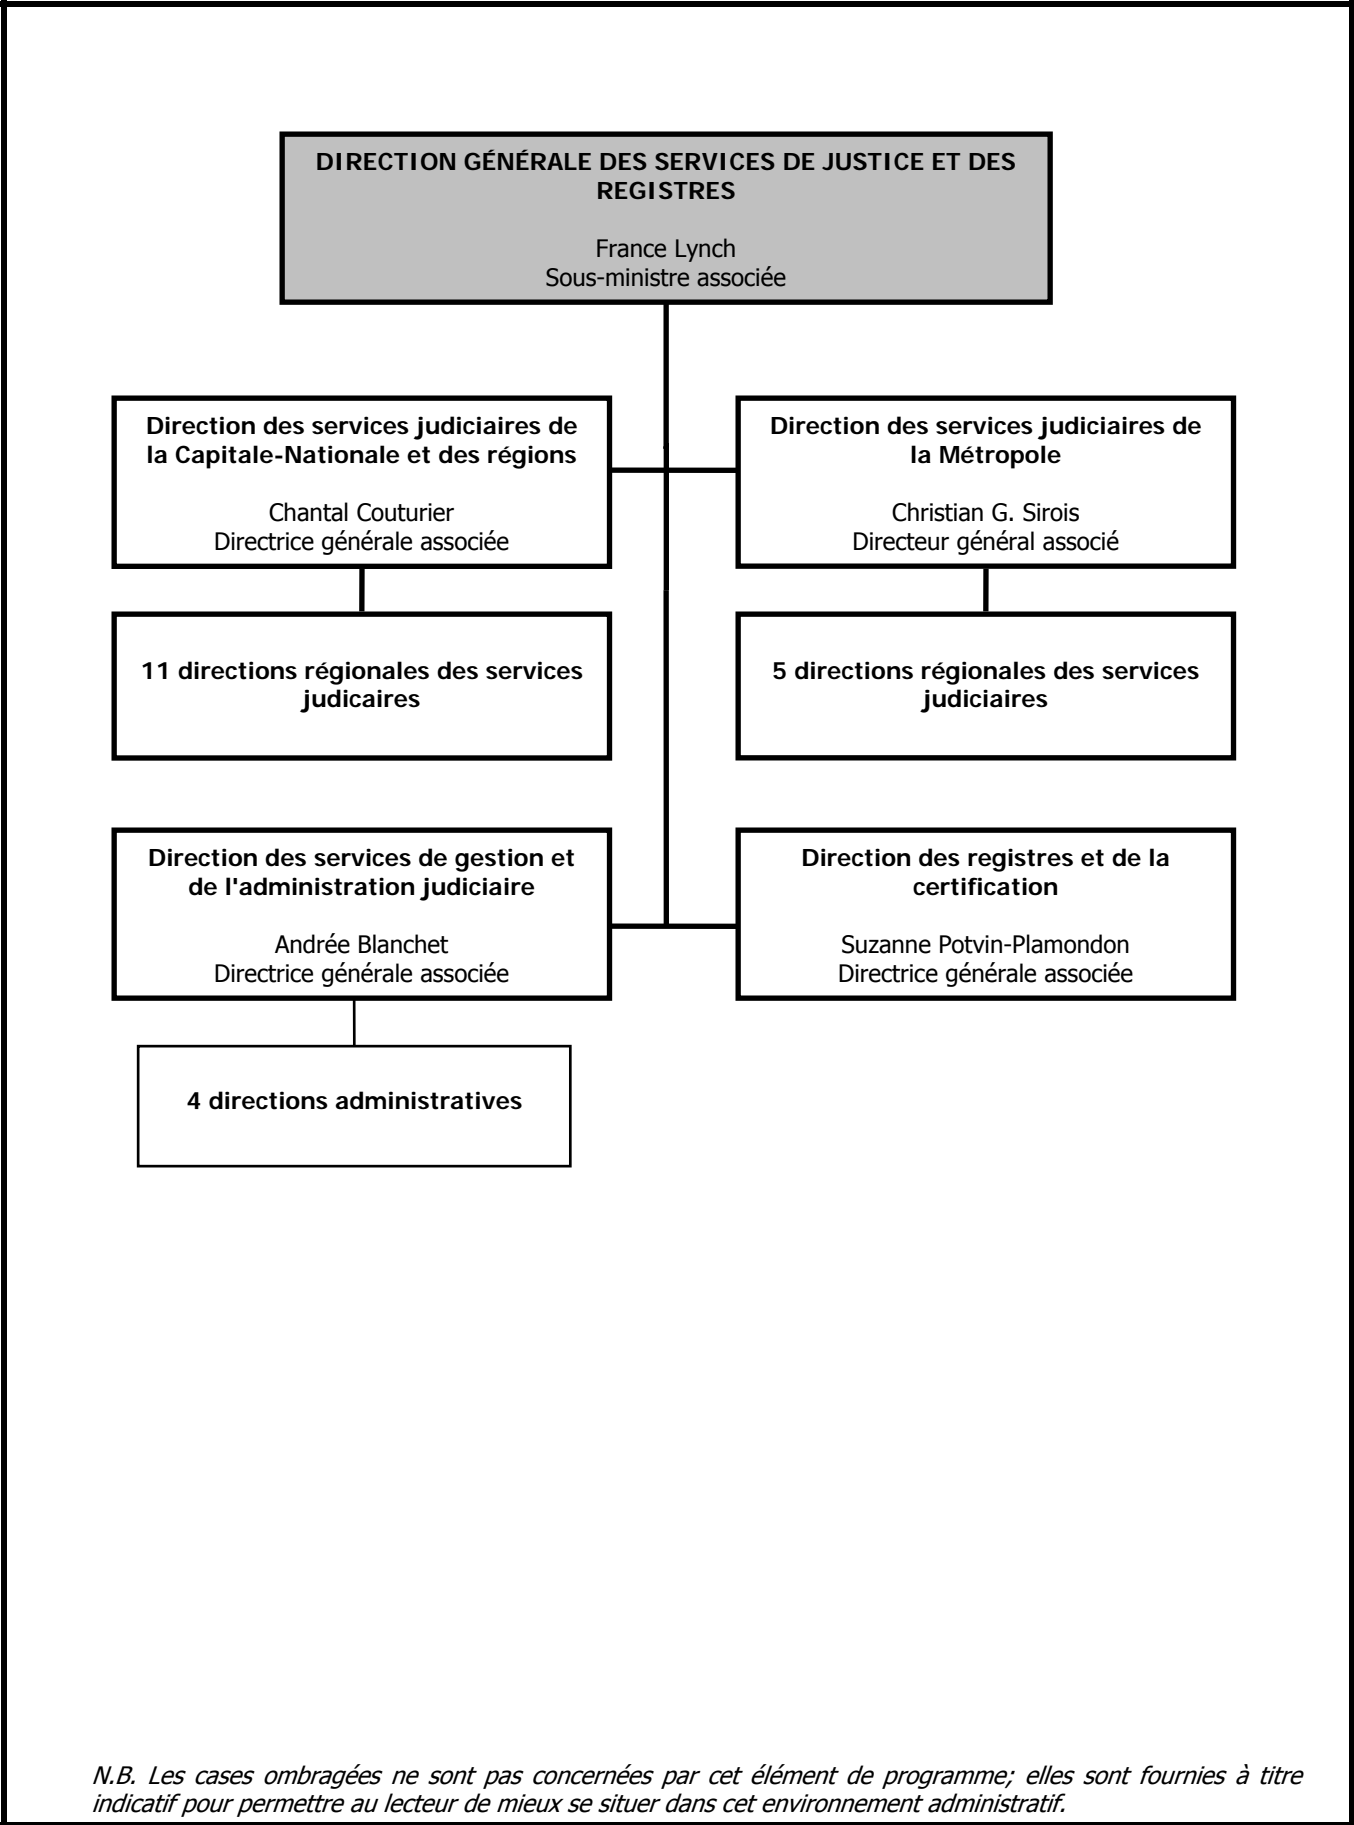 DIRECTION GÉNÉRALE DES SERVICES DE JUSTICE ET DES
REGISTRES
France Lynch
Sous-ministre associée
Direction des services judiciaires de
la Capitale-Nationale et des régions
Chantal Couturier
Directrice générale associée
Direction des services judiciaires de
la Métropole
Christian G. Sirois
Directeur général associé
11 directions régionales des services
judicaires
5 directions régionales des services
judiciaires
Direction des services de gestion et
de l'administration judiciaire
Andrée Blanchet
Directrice générale associée
Direction des registres et de la
certification
Suzanne Potvin-Plamondon
Directrice générale associée
4 directions administratives
N.B. Les cases ombragées ne sont pas concernées par cet élément de programme; elles sont fournies à titre
indicatif pour permettre au lecteur de mieux se situer dans cet environnement administratif.